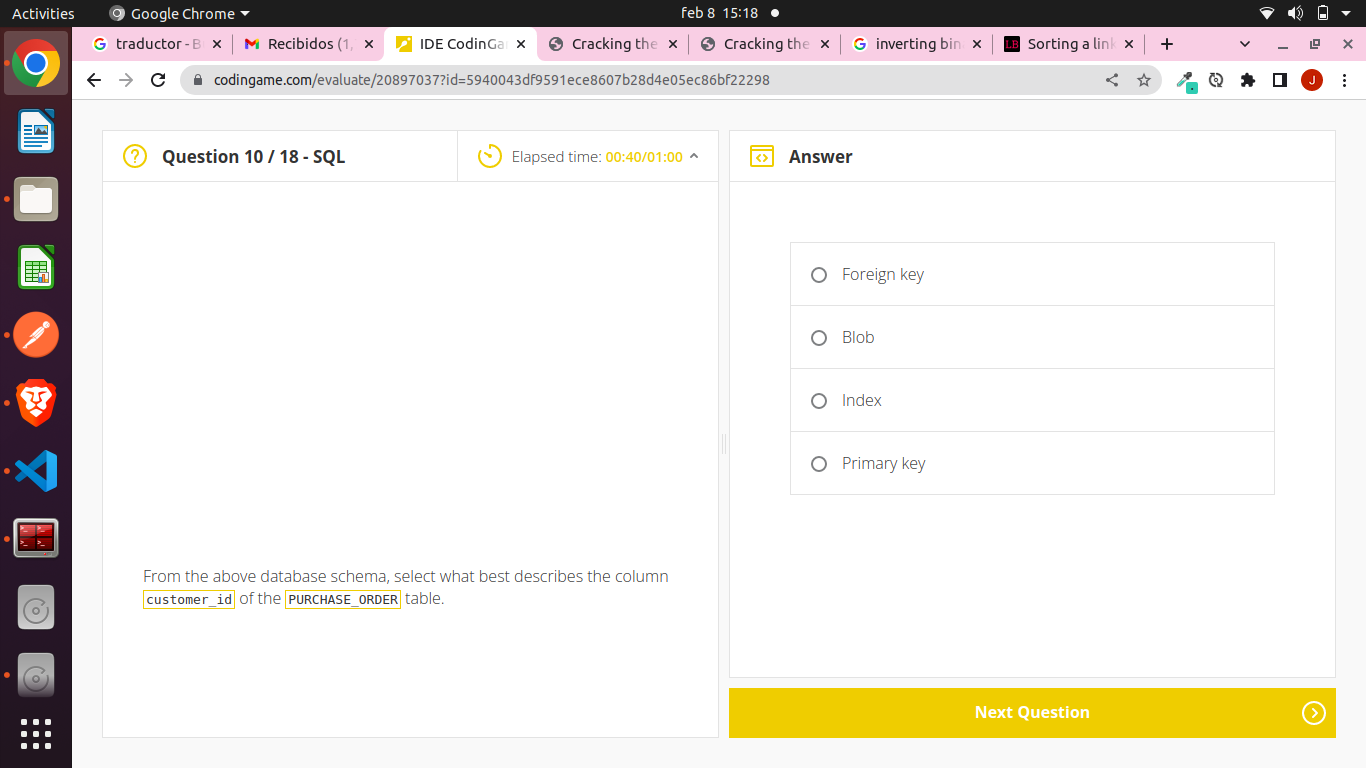 Activities
Google Chrome
feb 8 15:18
traductor - B
Recibidos (1,
IDE CodinGa
Cracking the
Cracking the
inverting bin
LB
Sorting a link
codingame.com/evaluate/20897037?id=5940043df9591ece8607b28d4e05ec86bf22298
J
Question 10 / 18 - SQL
Elapsed time: 00:40/01:00
Answer
Foreign key
Blob
Index
Primary key
From the above database schema, select what best describes the column
customer_id of the PURCHASE_ORDER table.
Next Question